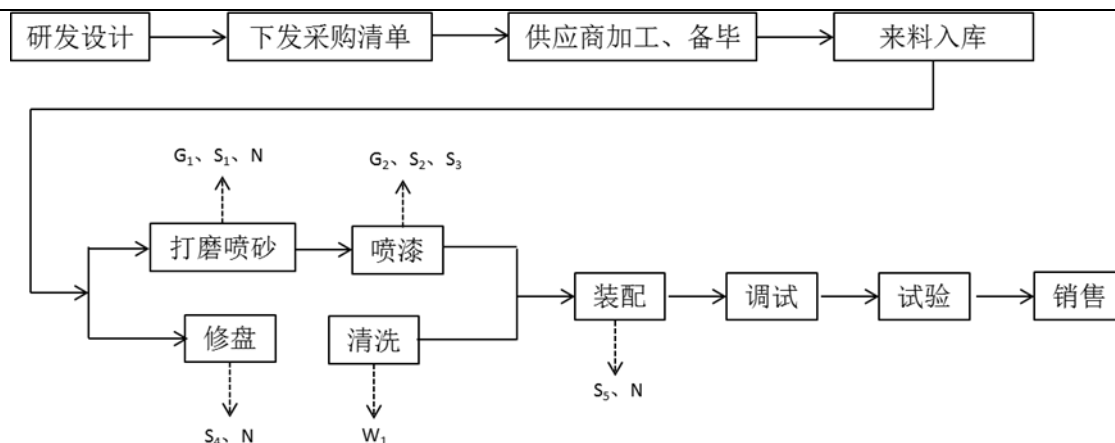 研发设计
下发采购清单
供应商加工、备毕
来料入库
G₁、S₁、N
G₂、S₂、S₃
打磨喷砂
喷漆
装配
调试
试验
销售
修盘
清洗
S₅、N
S₄、N
W₁